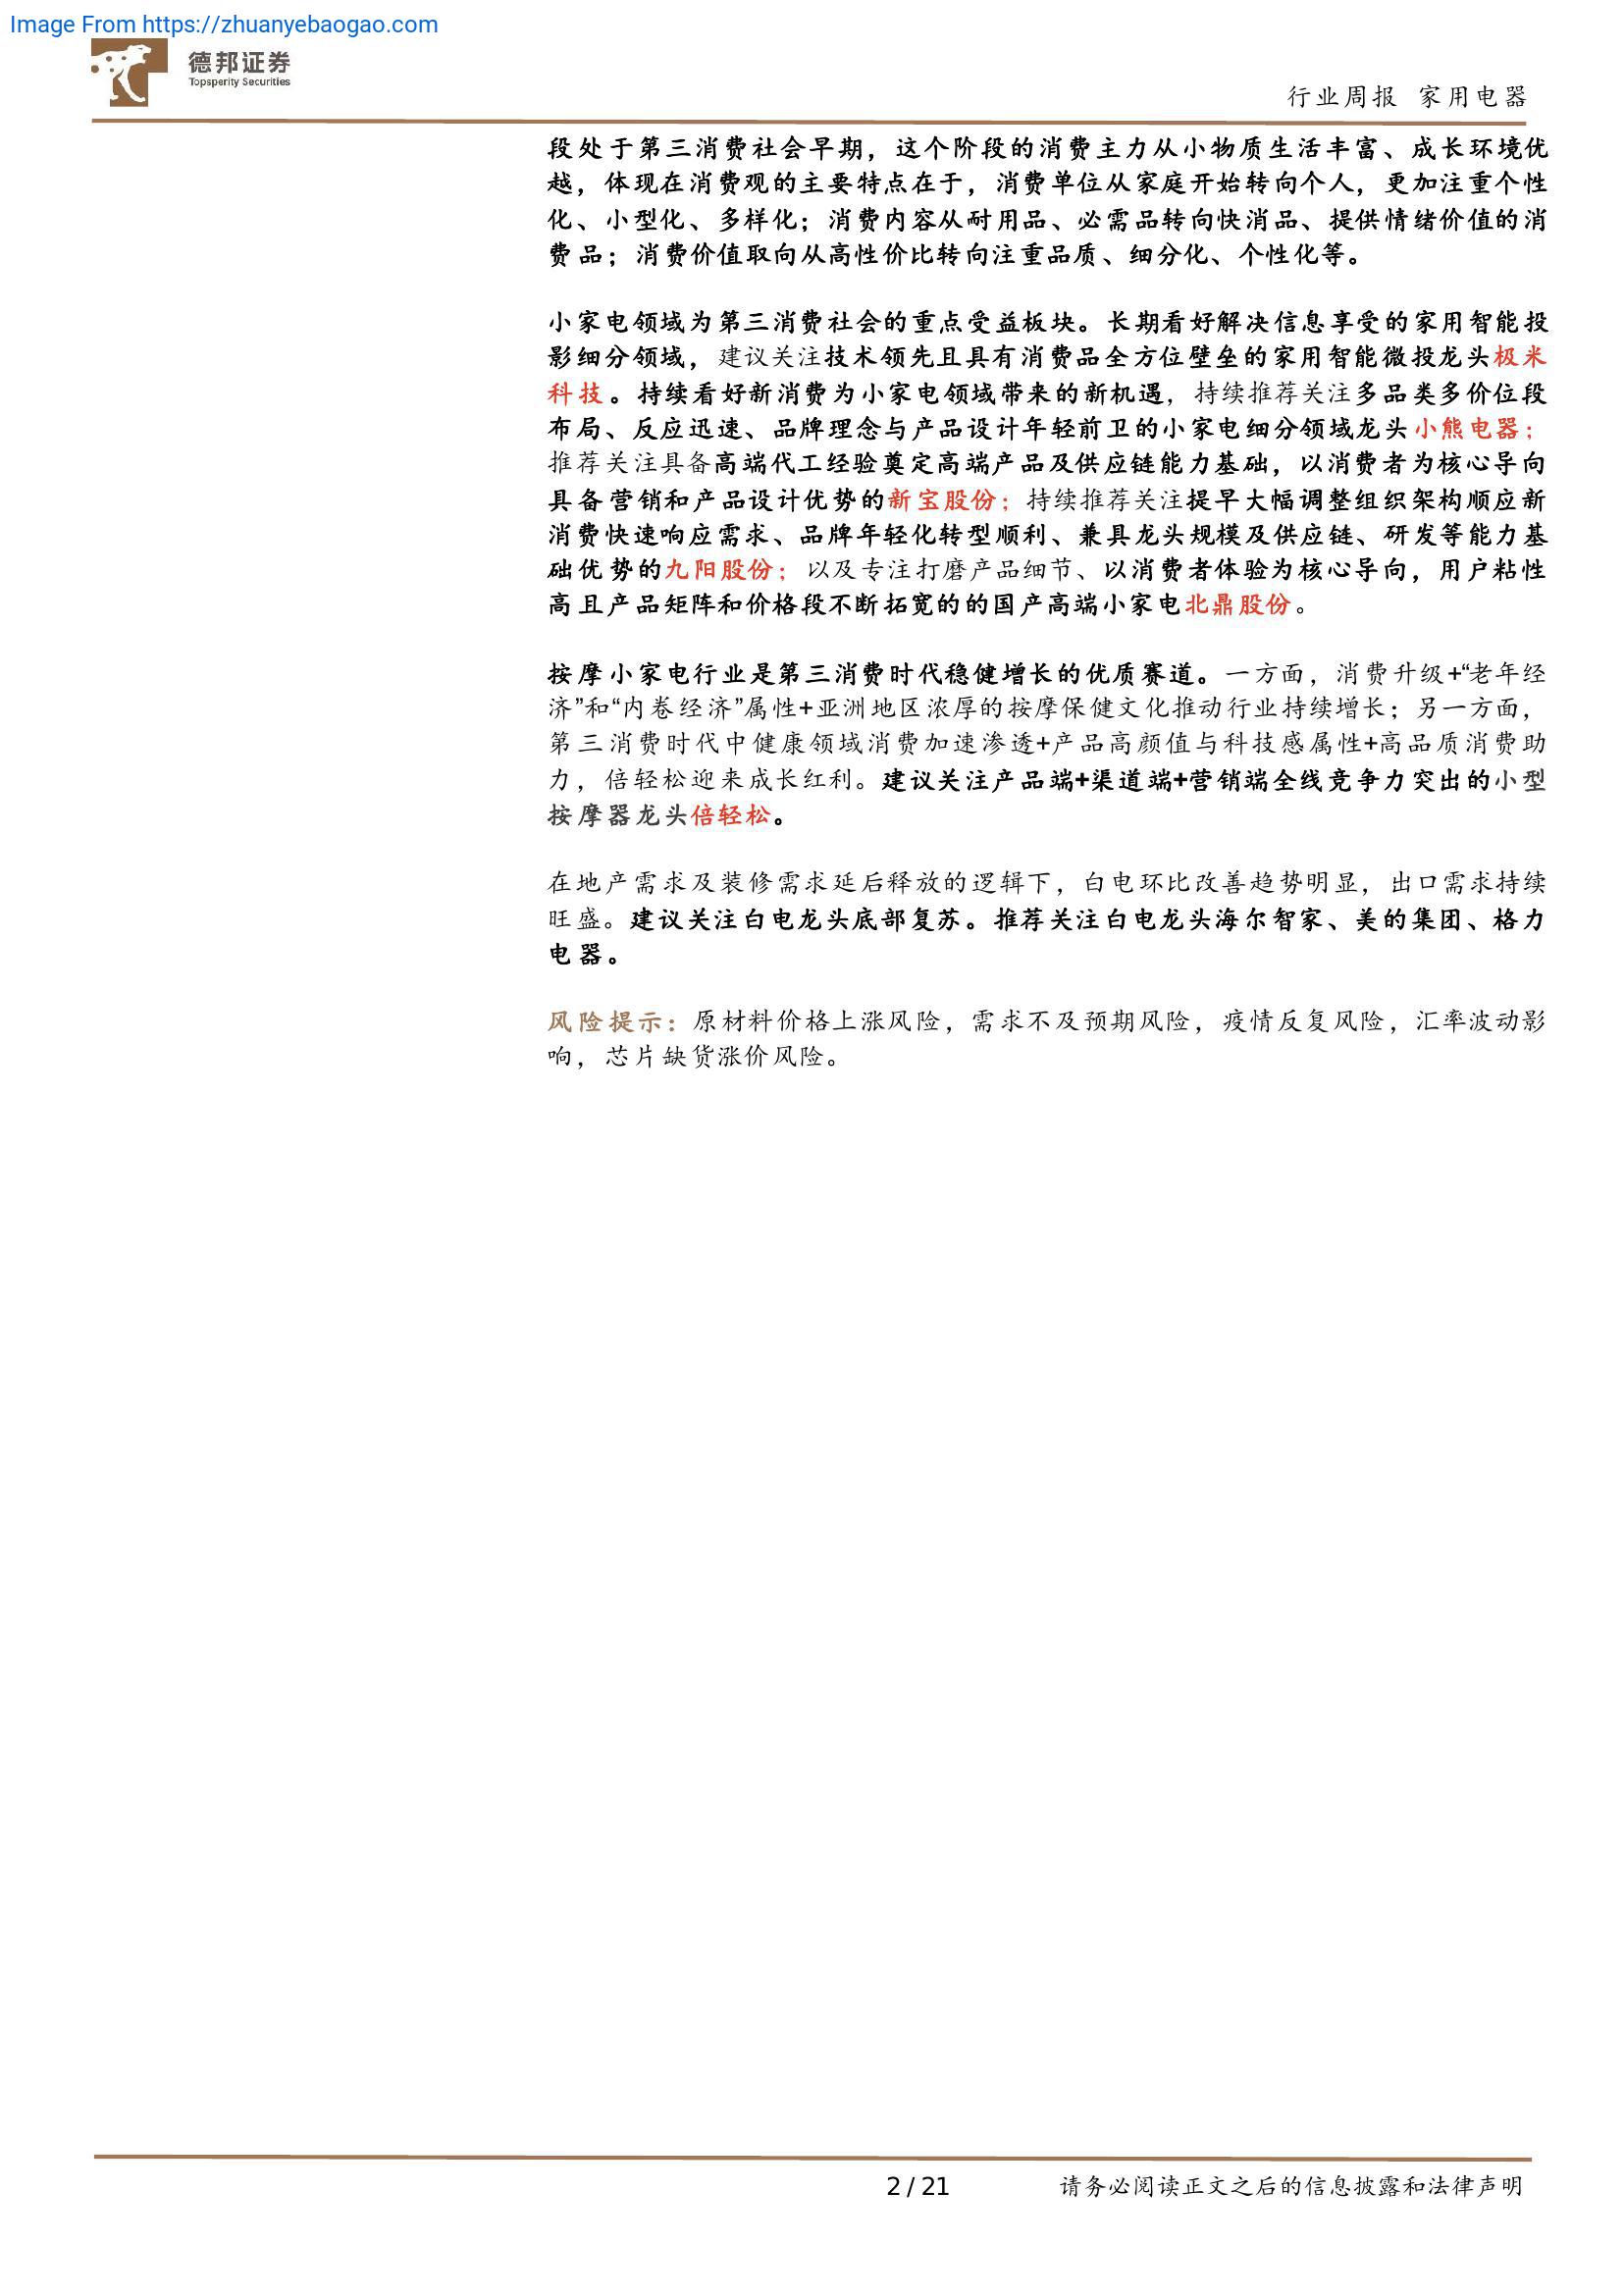 Image From https://zhuanyebaogao.com
德邦证券
Topsperity Securities
行业周报 家用电器
段处于第三消费社会早期，这个阶段的消费主力从小物质生活丰富、成长环境优
越，体现在消费观的主要特点在于，消费单位从家庭开始转向个人，更加注重个性
化、小型化、多样化；消费内容从耐用品、必需品转向快消品、提供情绪价值的消
费品；消费价值取向从高性价比转向注重品质、细分化、个性化等。
小家电领域为第三消费社会的重点受益板块。长期看好解决信息享受的家用智能投
影细分领域，建议关注技术领先且具有消费品全方位壁垒的家用智能微投龙头极米
科技。持续看好新消费为小家电领域带来的新机遇，持续推荐关注多品类多价位段
布局、反应迅速、品牌理念与产品设计年轻前卫的小家电细分领域龙头小熊电器；
推荐关注具备高端代工经验奠定高端产品及供应链能力基础，以消费者为核心导向
具备营销和产品设计优势的新宝股份；持续推荐关注提早大幅调整组织架构顺应新
消费快速响应需求、品牌年轻化转型顺利、兼具龙头规模及供应链、研发等能力基
础优势的九阳股份；以及专注打磨产品细节、以消费者体验为核心导向，用户粘性
高且产品矩阵和价格段不断拓宽的的国产高端小家电北鼎股份。
按摩小家电行业是第三消费时代稳健增长的优质赛道。一方面，消费升级+“老年经
济”和“内卷经济”属性+亚洲地区浓厚的按摩保健文化推动行业持续增长；另一方面，
第三消费时代中健康领域消费加速渗透+产品高颜值与科技感属性+高品质消费助
力，倍轻松迎来成长红利。建议关注产品端+渠道端+营销端全线竞争力突出的小型
按摩器龙头倍轻松。
在地产需求及装修需求延后释放的逻辑下，白电环比改善趋势明显，出口需求持续
旺盛。建议关注白电龙头底部复苏。推荐关注白电龙头海尔智家、美的集团、格力
电器。
风险提示：原材料价格上涨风险，需求不及预期风险，疫情反复风险，汇率波动影
响，芯片缺货涨价风险。
2 / 21
请务必阅读正文之后的信息披露和法律声明